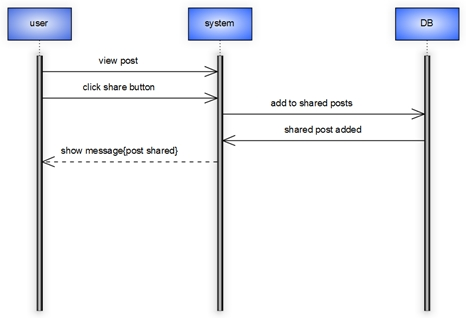 user
system
DB
view post
click share button
add to shared posts
shared post added
show message{post shared}